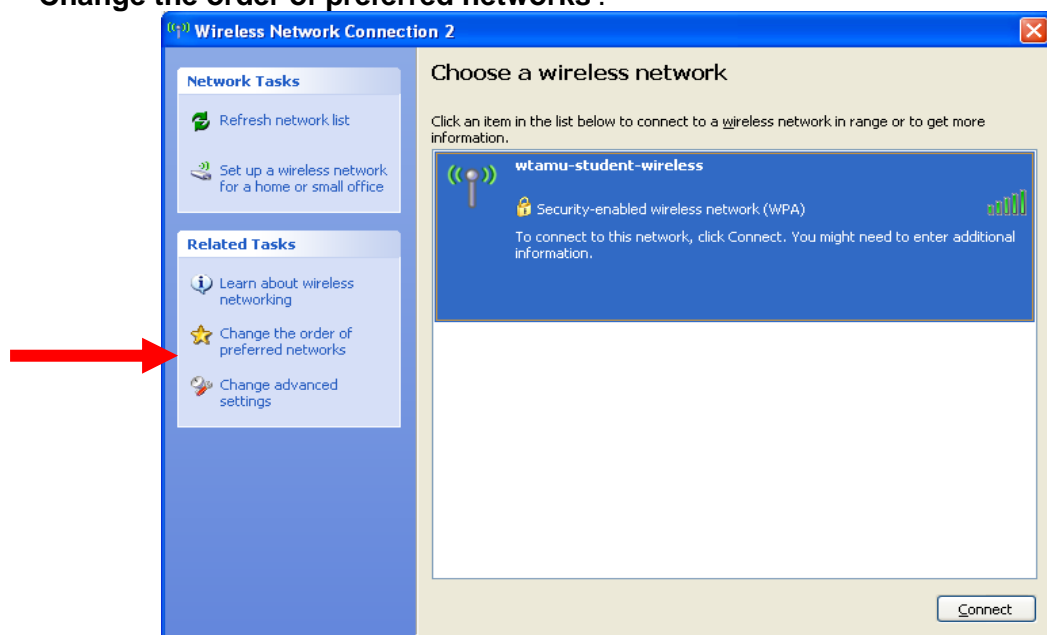 Change the order of preferred networks'.
Wireless Network Connection 2
Network Tasks
Refresh network list
Set up a wireless network
for a home or small office
Related Tasks
Learn about wireless
networking
Change the order of
preferred networks
Change advanced
settings
Choose a wireless network
Click an item in the list below to connect to a wireless network in range or to get more
information.
wtamu-student-wireless
Security-enabled wireless network (WPA)
To connect to this network, click Connect. You might need to enter additional
information.
Connect